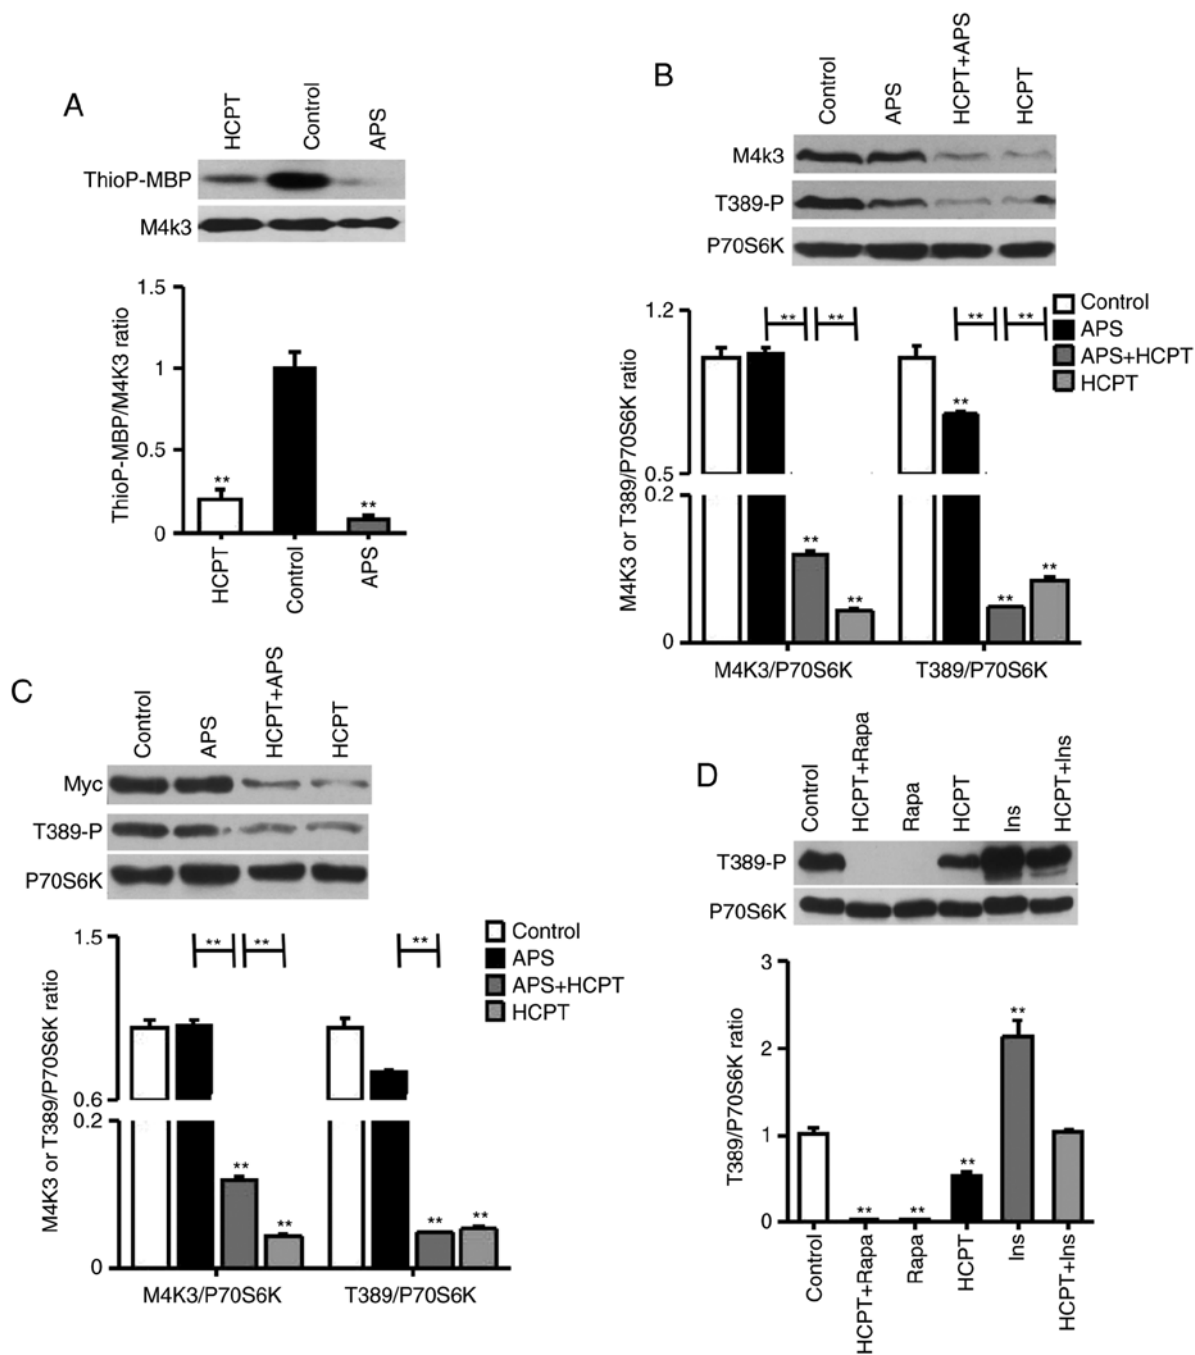 A
HCPT
Control
APS
ThioP-MBP
M4k3
ThioP-MBP/M4K3 ratio
1.5
1
0.5
0
**
**
HCPT
Control
APS
B
Control
APS
HCPT+APS
HCPT
M4k3
T389-P
P70S6K
M4K3 or T389/P70S6K ratio
1.2
0.5
0.2
0
** ** ** **
Control
APS
APS+HCPT
HCPT
**
**
**
**
**
M4K3/P70S6K T389/P70S6K
C
Control
APS
HCPT+APS
HCPT
Myc
T389-P
P70S6K
M4K3 or T389/P70S6K ratio
1.5
0.6
0.2
0
** ** **
Control
APS
APS+HCPT
HCPT
**
**
**
**
M4K3/P70S6K T389/P70S6K
D
Control
HCPT+Rapa
Rapa
HCPT
Ins
HCPT+Ins
T389-P
P70S6K
T389/P70S6K ratio
3
2
1
0
**
**
**
**
Control
HCPT+Rapa
Rapa
HCPT
Ins
HCPT+Ins